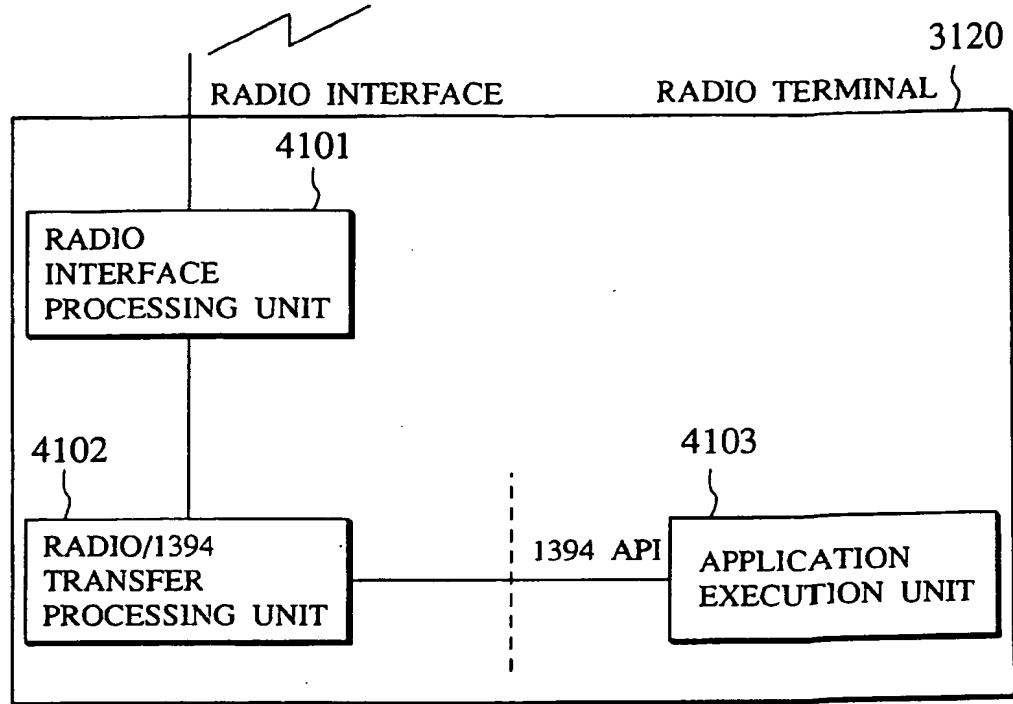 3120
RADIO INTERFACE
RADIO TERMINAL
4101
RADIO
INTERFACE
PROCESSING UNIT
4102
4103
RADIO/1394
TRANSFER
PROCESSING UNIT
1394 API
APPLICATION
EXECUTION UNIT